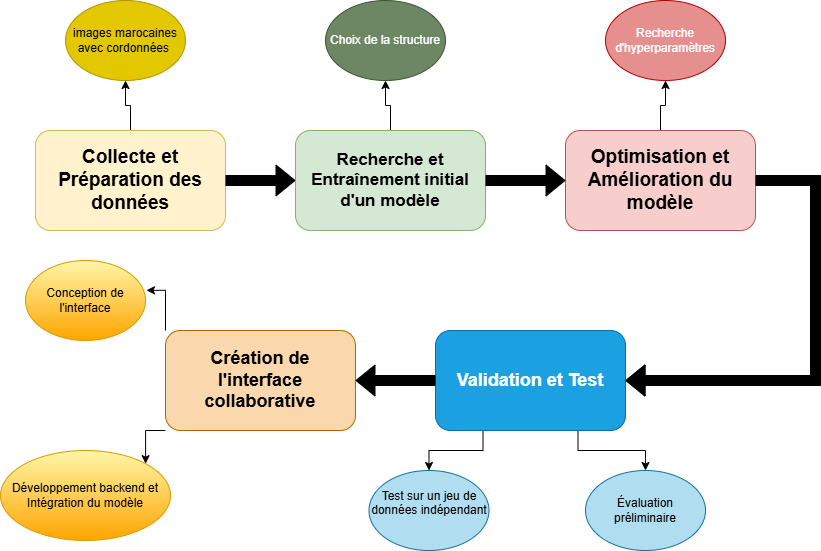 images marocaines
avec cordonnées
Choix de la structure
Recherche
d'hyperparamètres
Collecte et
Préparation des
données
Recherche et
Entraînement initial
d'un modèle
Optimisation et
Amélioration du
modèle
Conception de
l'interface
Création de
l'interface
collaborative
Validation et Test
Développement backend et
Intégration du modèle
Test sur un jeu de
données indépendant
Évaluation
préliminaire